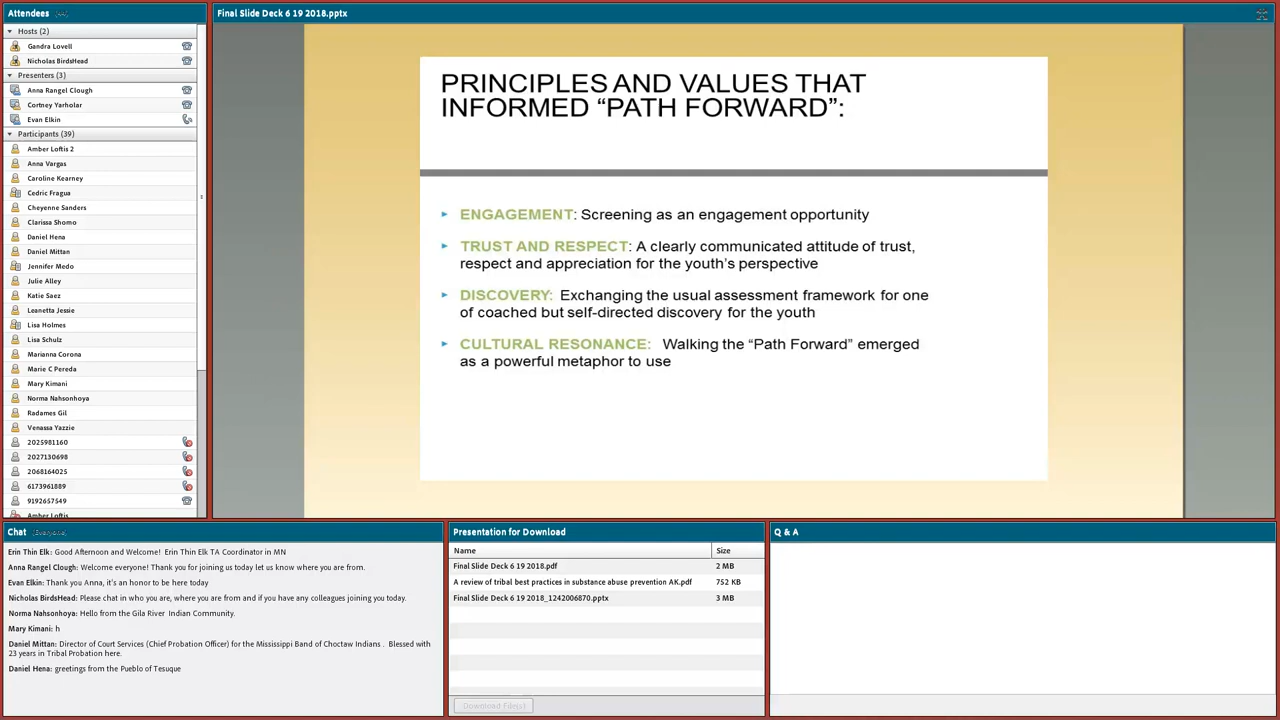 Attendees
Hosts (2)
Gandra Lovell
Nicholas BirdsHead
Presenters (3)
Anna Rangel Clough
Cortney Yarholar
Evan Elkin
Participants (39)
Amber Loftis 2
Anna Vargas
Caroline Kearney
Cedric Fragua
Cheyenne Sanders
Clarissa Shomo
Daniel Hena
Daniel Mittan
Jennifer Medo
Julie Alley
Katie Saez
Leanetta Jessie
Lisa Holmes
Lisa Schulz
Marianna Corona
Marie C Pereda
Mary Kimani
Norma Nahsonhoya
Radames Gil
Venassa Yazzie
2025981160
2027130698
2068164025
6173961889
9192657549
Amber Loftis
Final Slide Deck 6 19 2018.pptx
PRINCIPLES AND VALUES THAT
INFORMED “PATH FORWARD”:
ENGAGEMENT: Screening as an engagement opportunity
TRUST AND RESPECT: A clearly communicated attitude of trust,
respect and appreciation for the youth’s perspective
DISCOVERY: Exchanging the usual assessment framework for one
of coached but self-directed discovery for the youth
CULTURAL RESONANCE: Walking the “Path Forward” emerged
as a powerful metaphor to use
Chat (Everyone)
Erin Thin Elk: Good Afternoon and Welcome! Erin Thin Elk TA Coordinator in MN
Anna Rangel Clough: Welcome everyone! Thank you for joining us today let us know where you are from.
Evan Elkin: Thank you Anna, it's an honor to be here today
Nicholas BirdsHead: Please chat in who you are, where you are from and if you have any colleagues joining you today.
Norma Nahsonhoya: Hello from the Gila River Indian Community.
Mary Kimani: h
Daniel Mittan: Director of Court Services (Chief Probation Officer) for the Mississippi Band of Choctaw Indians . Blessed with
23 years in Tribal Probation here.
Daniel Hena: greetings from the Pueblo of Tesuque
Presentation for Download
Name Size
Final Slide Deck 6 19 2018.pdf 2 MB
A review of tribal best practices in substance abuse prevention AK.pdf 752 KB
Final Slide Deck 6 19 2018_1242006870.pptx 3 MB
Download File(s)
Q & A